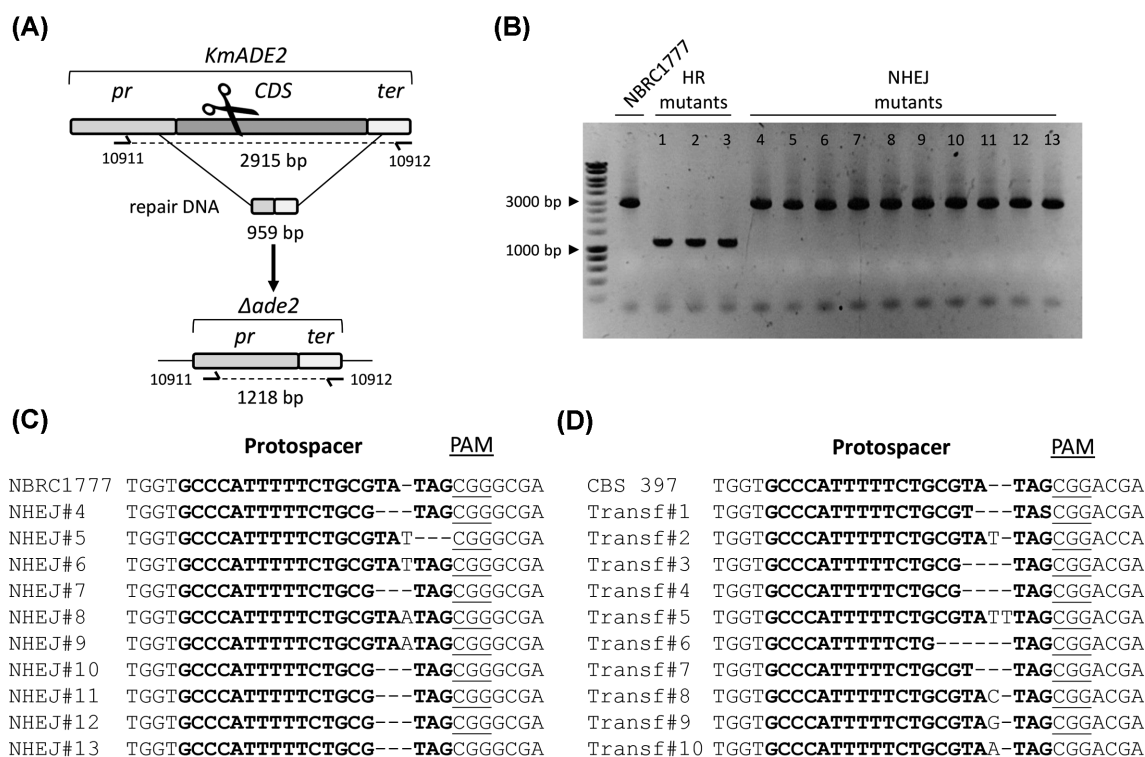 (A)
KmADE2
pr CDS ter
10911 2915 bp 10912
repair DNA
959 bp
Δade2
pr ter
10911 10912
1218 bp
(B)
NBRC1777
HR mutants
NHEJ mutants
1 2 3 4 5 6 7 8 9 10 11 12 13
3000 bp
1000 bp
(C)
Protospacer PAM
NBRC1777 TGGTGCCCATTTTTCTGCGTA-TAGCGGGCGA
NHEJ#4 TGGTGCCCATTTTTCTGCG---TAGCGGGCGA
NHEJ#5 TGGTGCCCATTTTTCTGCGTAT---CGGGCGA
NHEJ#6 TGGTGCCCATTTTTCTGCGTATTAGCGGGCGA
NHEJ#7 TGGTGCCCATTTTTCTGCG---TAGCGGGCGA
NHEJ#8 TGGTGCCCATTTTTCTGCGTAATAGCGGGCGA
NHEJ#9 TGGTGCCCATTTTTCTGCGTAATAGCGGGCGA
NHEJ#10 TGGTGCCCATTTTTCTGCG---TAGCGGGCGA
NHEJ#11 TGGTGCCCATTTTTCTGCG---TAGCGGGCGA
NHEJ#12 TGGTGCCCATTTTTCTGCG---TAGCGGGCGA
NHEJ#13 TGGTGCCCATTTTTCTGCG---TAGCGGGCGA
(D)
Protospacer PAM
CBS 397 TGGTGCCCATTTTTCTGCGTA--TAGCGGACGA
Transf#1 TGGTGCCCATTTTTCTGCGT---TASCGGACGA
Transf#2 TGGTGCCCATTTTTCTGCGTAT-TAGCGGACCA
Transf#3 TGGTGCCCATTTTTCTGCG----TAGCGGACGA
Transf#4 TGGTGCCCATTTTTCTGCG----TAGCGGACGA
Transf#5 TGGTGCCCATTTTTCTGCGTATTTAGCGGACGA
Transf#6 TGGTGCCCATTTTTCTG------TAGCGGACGA
Transf#7 TGGTGCCCATTTTTCTGCGT---TAGCGGACGA
Transf#8 TGGTGCCCATTTTTCTGCGTAC-TAGCGGACGA
Transf#9 TGGTGCCCATTTTTCTGCGTAG-TAGCGGACGA
Transf#10 TGGTGCCCATTTTTCTGCGTAA-TAGCGGACGA